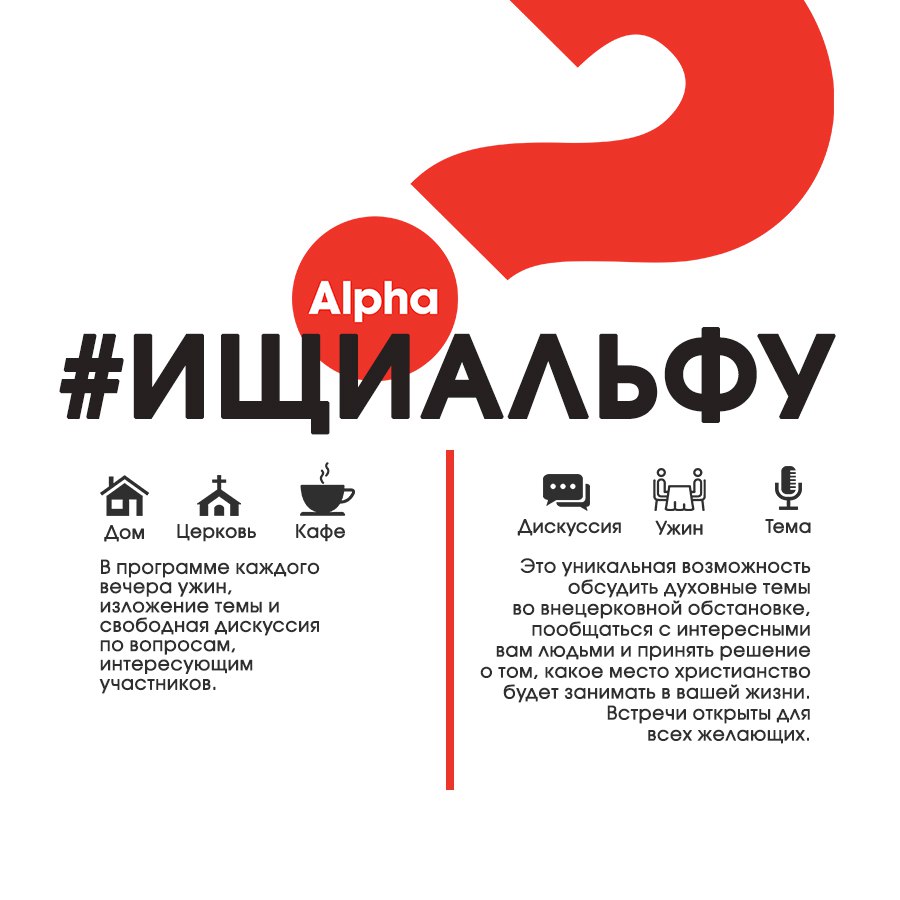 Alpha
#ИЩИАЛЬФУ
Дом Церковь Кафе
В программе каждого
вечера ужин,
изложение темы и
свободная дискуссия
по вопросам,
интересующим
участников.
Дискуссия Ужин Тема
Это уникальная возможность
обсудить духовные темы
во внецерковной обстановке,
пообщаться с интересными
вам людьми и принять решение
о том, какое место христианство
будет занимать в вашей жизни.
Встречи открыты для
всех желающих.